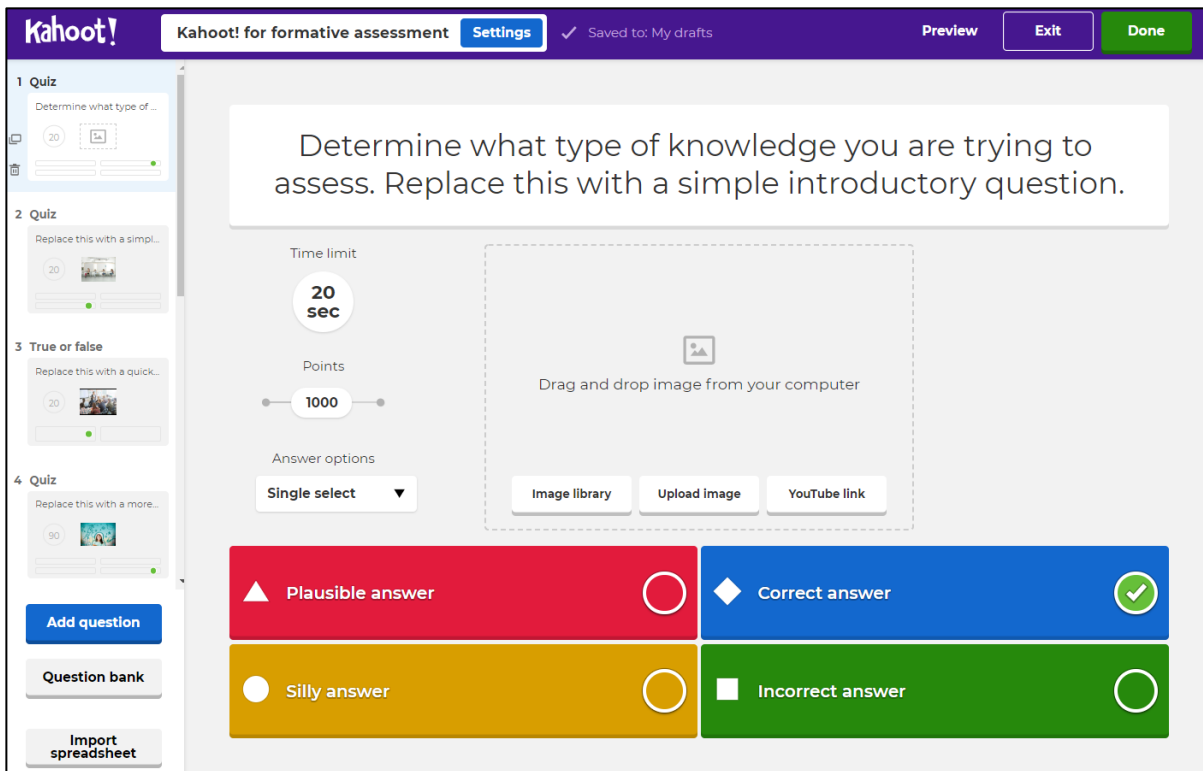 Kahoot!
Kahoot! for formative assessment
Settings
Saved to: My drafts
Preview
Exit
Done
1 Quiz
Determine what type of ...
20
2 Quiz
Replace this with a simpl...
20
3 True or false
Replace this with a quick...
20
4 Quiz
Replace this with a more...
90
Add question
Question bank
Import
spreadsheet
Determine what type of knowledge you are trying to
assess. Replace this with a simple introductory question.
Time limit
20
sec
Points
1000
Answer options
Single select
Drag and drop image from your computer
Image library
Upload image
YouTube link
Plausible answer
Correct answer
Silly answer
Incorrect answer